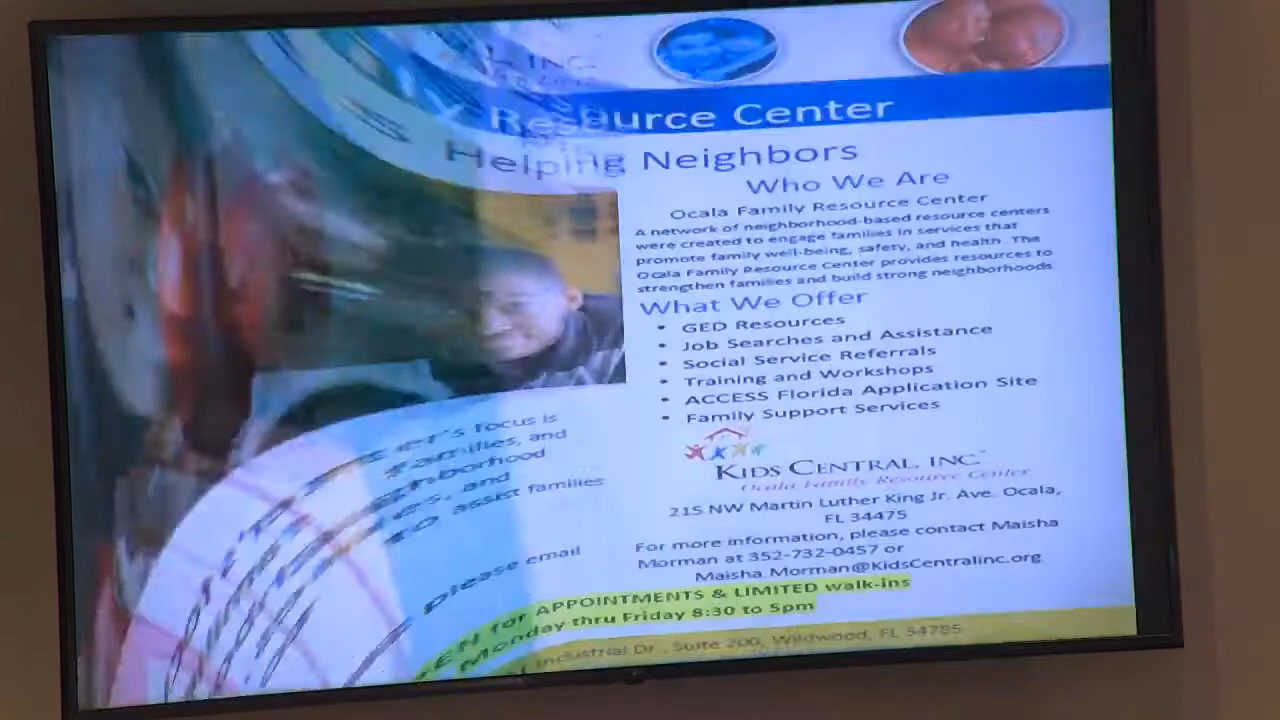 Resource Center
Helping Neighbors
Who We Are
Ocala Family Resource Center
A network of neighborhood-based resource centers
were created to engage families in services that
promote family well-being, safety, and health. The
Ocala Family Resource Center provides resources to
strengthen families and build strong neighborhoods.
What We Offer
• GED Resources
• Job Searches and Assistance
• Social Service Referrals
• Training and Workshops
• ACCESS Florida Application Site
• Family Support Services
KIDS CENTRAL, INC.
Ocala Family Resource Center
215 NW Martin Luther King Jr. Ave. Ocala,
FL 34475
For more information, please contact Maisha
Morman at 352-732-0457 or
Maisha.Morman@KidsCentralinc.org
focus is
families, and
and
assist families
please email
for APPOINTMENTS & LIMITED walk-ins
Monday thru Friday 8:30 to 5pm
Industrial Dr., Suite 200, Wildwood, FL 34785